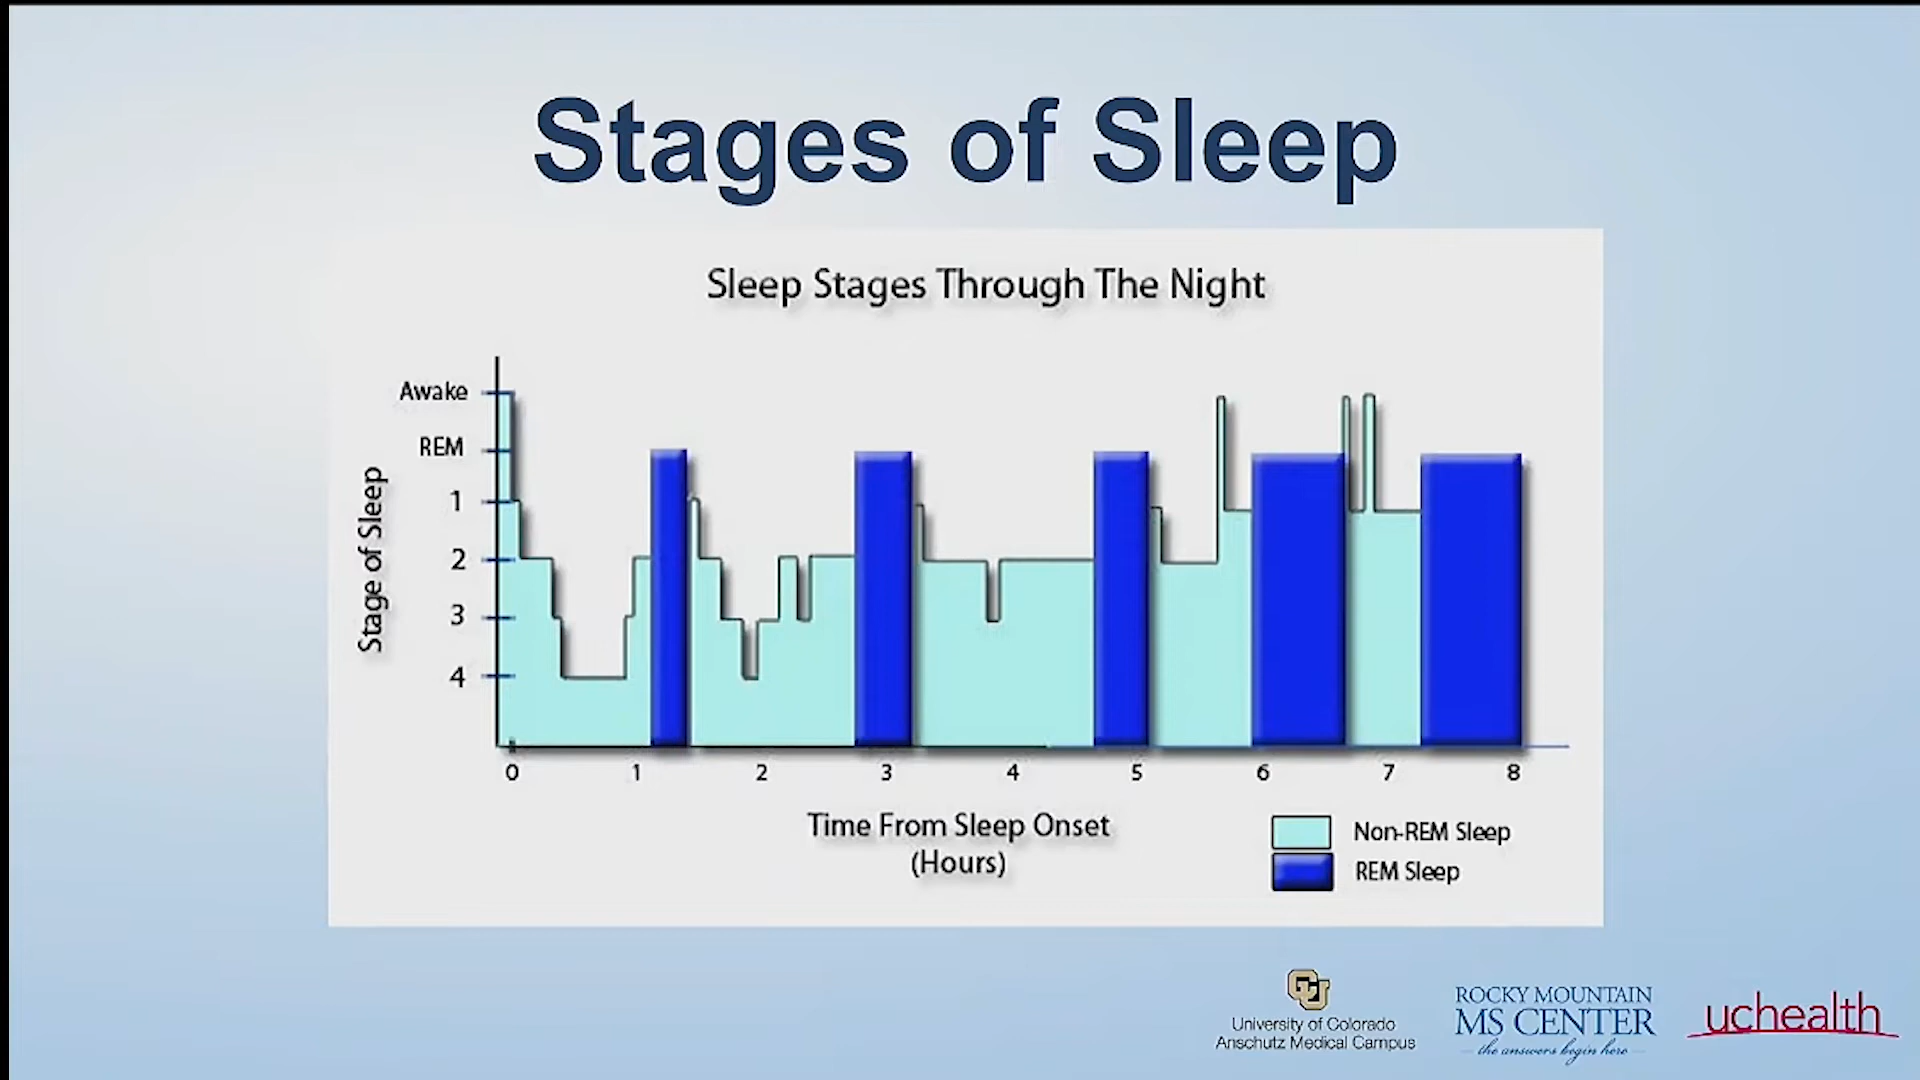 Stages of Sleep
Sleep Stages Through The Night
Stage of Sleep
Awake
REM
1
2
3
4
0 1 2 3 4 5 6 7 8
Time From Sleep Onset
(Hours)
Non-REM Sleep
REM Sleep
CU
University of Colorado
Anschutz Medical Campus
ROCKY MOUNTAIN
MS CENTER
the answers begin here
uchealth